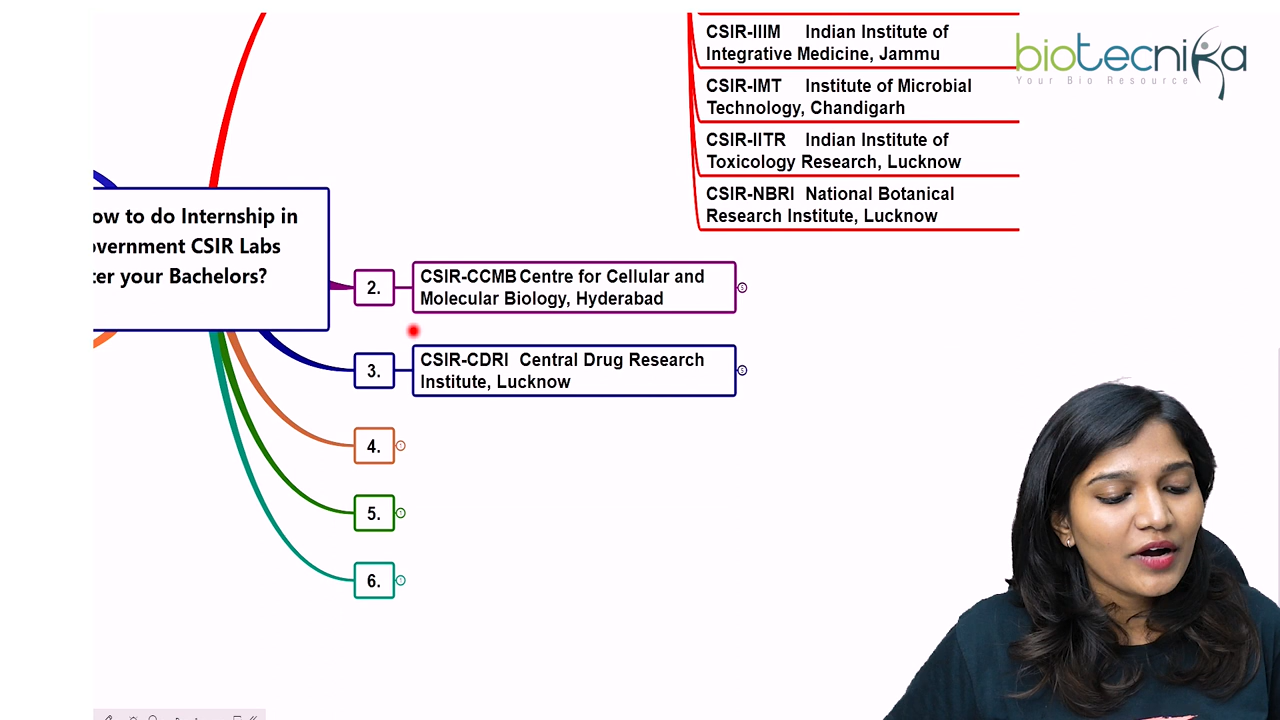 CSIR-IIIM Indian Institute of
Integrative Medicine, Jammu
CSIR-IMT Institute of Microbial
Technology, Chandigarh
CSIR-IITR Indian Institute of
Toxicology Research, Lucknow
CSIR-NBRI National Botanical
Research Institute, Lucknow
biotecnika
Your Bio Resource
ow to do Internship in
overnment CSIR Labs
ter your Bachelors?
2.
CSIR-CCMB Centre for Cellular and
Molecular Biology, Hyderabad
3.
CSIR-CDRI Central Drug Research
Institute, Lucknow
4.
5.
6.